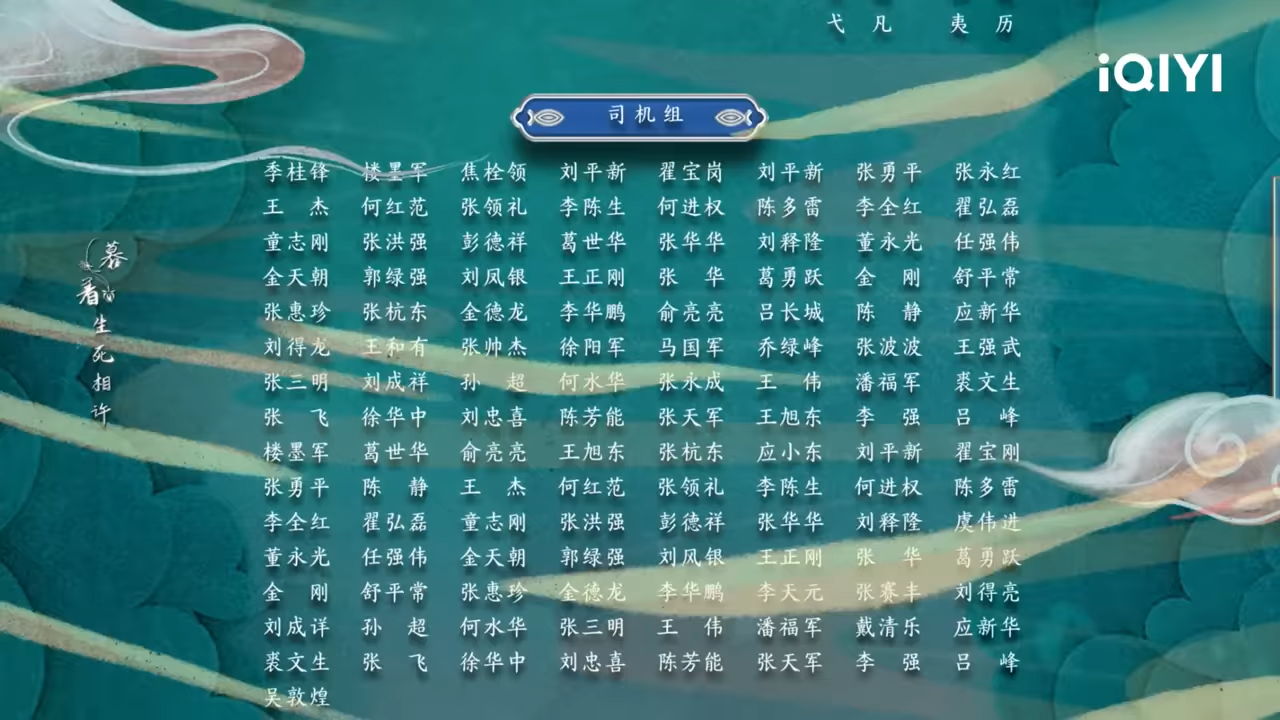 弋凡 夷历
iQIYI
司机组
季桂锋 楼墨军 焦栓领 刘平新 翟宝岗 刘平新 张勇平 张永红
王杰 何红范 张领礼 李陈生 何进权 陈多雷 李全红 翟弘磊
童志刚 张洪强 彭德祥 葛世华 张华华 刘释隆 董永光 任强伟
金天朝 郭绿强 刘凤银 王正刚 张华 葛勇跃 金刚 舒平常
张惠珍 张杭东 金德龙 李华鹏 俞亮亮 吕长城 陈静 应新华
刘得龙 王和有 张帅杰 徐阳军 马国军 乔绿峰 张波波 王强武
张三明 刘成祥 孙超 何水华 张永成 王伟 潘福军 裘文生
张飞 徐华中 刘忠喜 陈芳能 张天军 王旭东 李强 吕峰
楼墨军 葛世华 俞亮亮 王旭东 张杭东 应小东 刘平新 翟宝刚
张勇平 陈静 王杰 何红范 张领礼 李陈生 何进权 陈多雷
李全红 翟弘磊 童志刚 张洪强 彭德祥 张华华 刘释隆 虞伟进
董永光 任强伟 金天朝 郭绿强 刘风银 王正刚 张华 葛勇跃
金刚 舒平常 张惠珍 金德龙 李华鹏 李天元 张赛丰 刘得亮
刘成详 孙超 何水华 张三明 王伟 潘福军 戴清乐 应新华
裘文生 张飞 徐华中 刘忠喜 陈芳能 张天军 李强 吕峰
吴敦煌
慕着生死相许